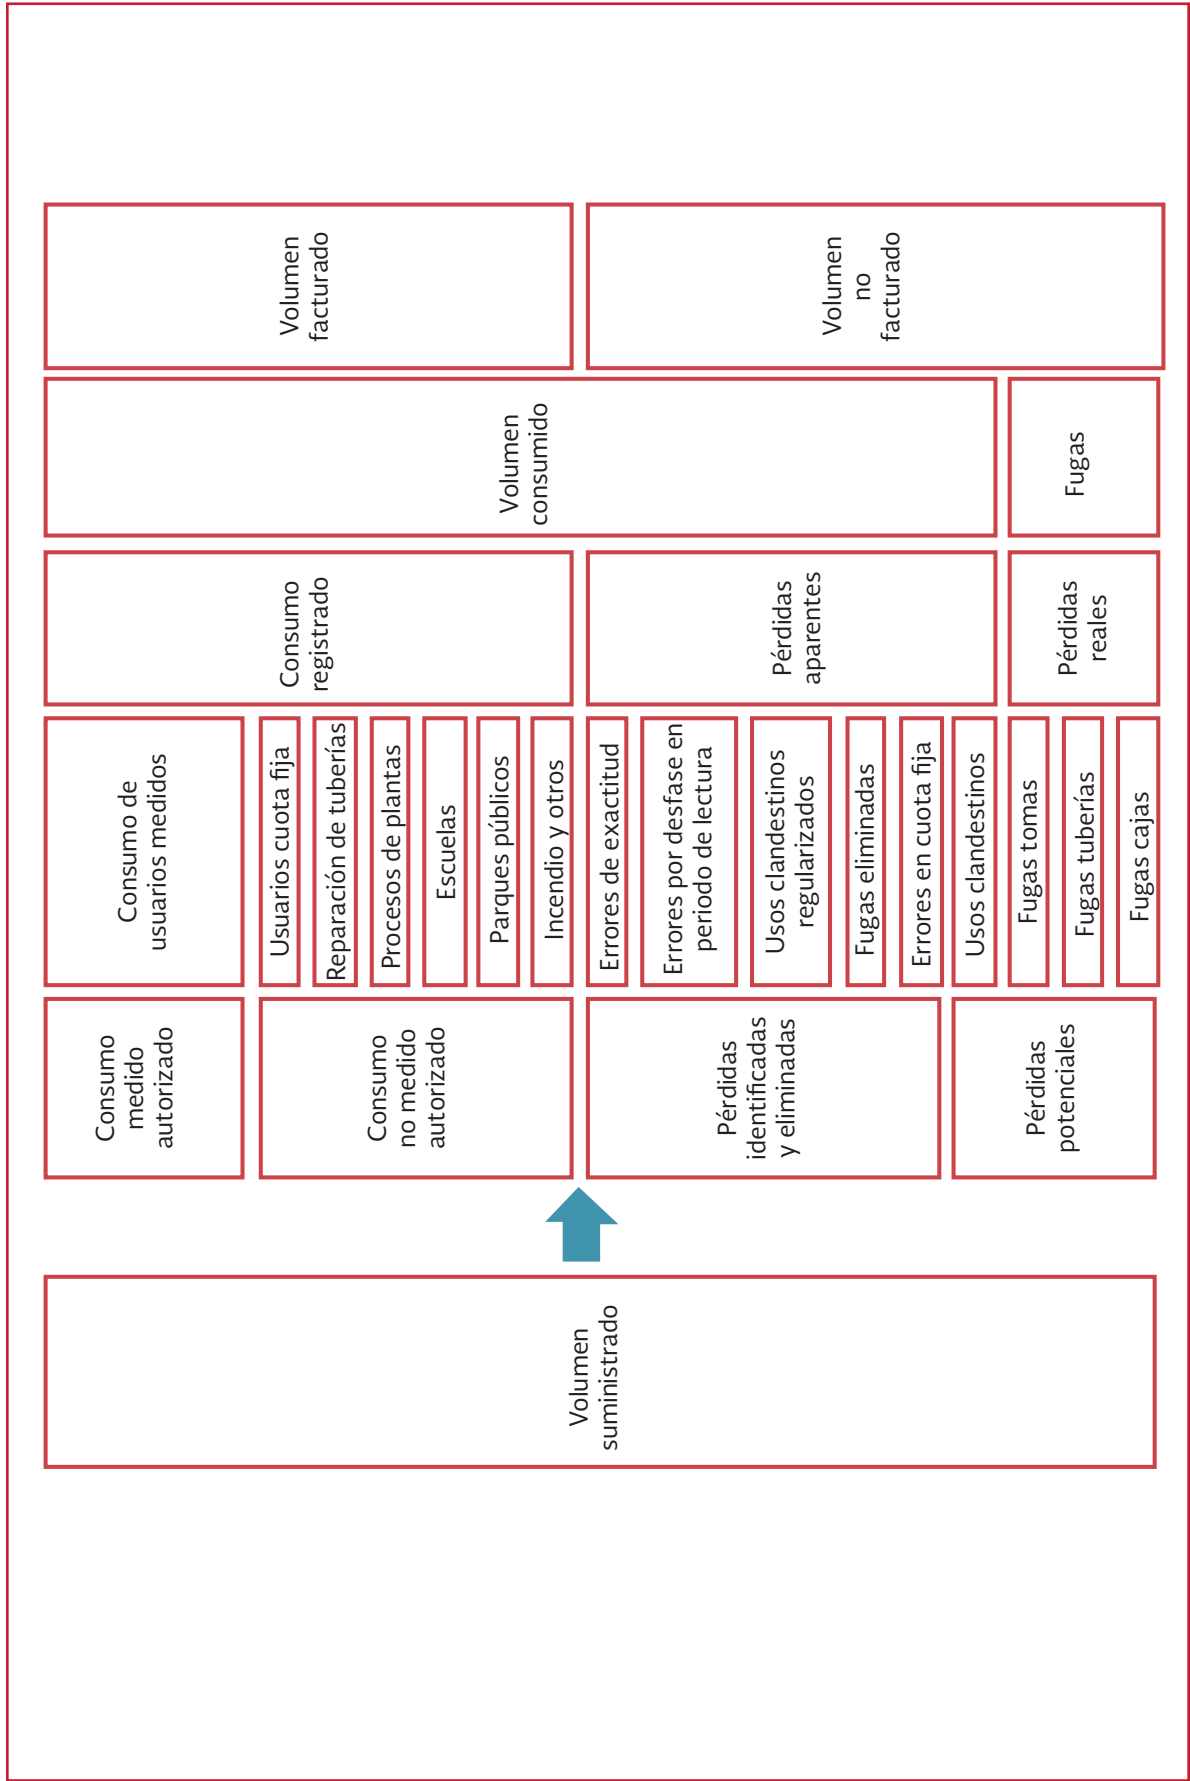 Volumen
suministrado
Consumo
medido
autorizado
Consumo
no medido
autorizado
Pérdidas
identificadas
y eliminadas
Pérdidas
potenciales
Consumo de
usuarios medidos
Usuarios cuota fija
Reparación de tuberías
Procesos de plantas
Escuelas
Parques públicos
Incendio y otros
Errores de exactitud
Errores por desfase en
periodo de lectura
Usos clandestinos
regularizados
Fugas eliminadas
Errores en cuota fija
Usos clandestinos
Fugas tomas
Fugas tuberías
Fugas cajas
Consumo
registrado
Pérdidas
aparentes
Pérdidas
reales
Volumen
consumido
Fugas
Volumen
facturado
Volumen
no
facturado